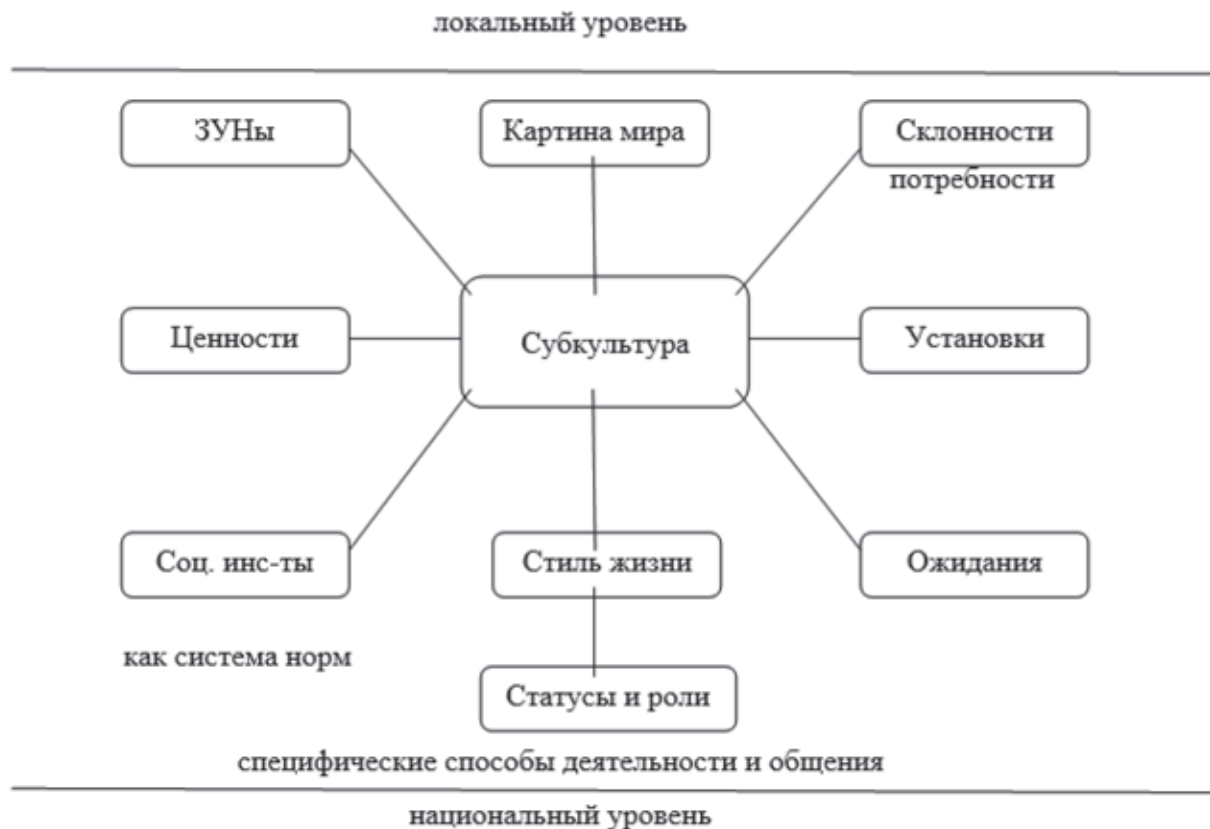 локальный уровень
ЗУНы
Картина мира
Склонности
потребности
Ценности
Субкультура
Установки
Соц. инс-ты
Стиль жизни
Ожидания
как система норм
Статусы и роли
специфические способы деятельности и общения
национальный уровень